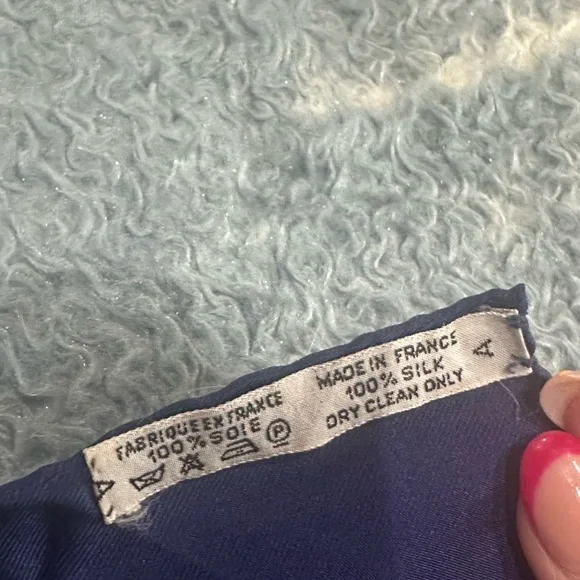 FABRIQUE EN FRANCE
100% SOIE
P
A
MADE IN FRANCE
100% SILK
DRY CLEAN ONLY
A